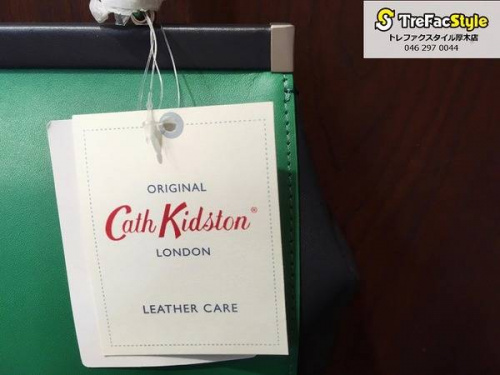 TreFacStyle
トレファクスタイル厚木店
046 297 0044
ORIGINAL
Cath Kidston®
LONDON
LEATHER CARE